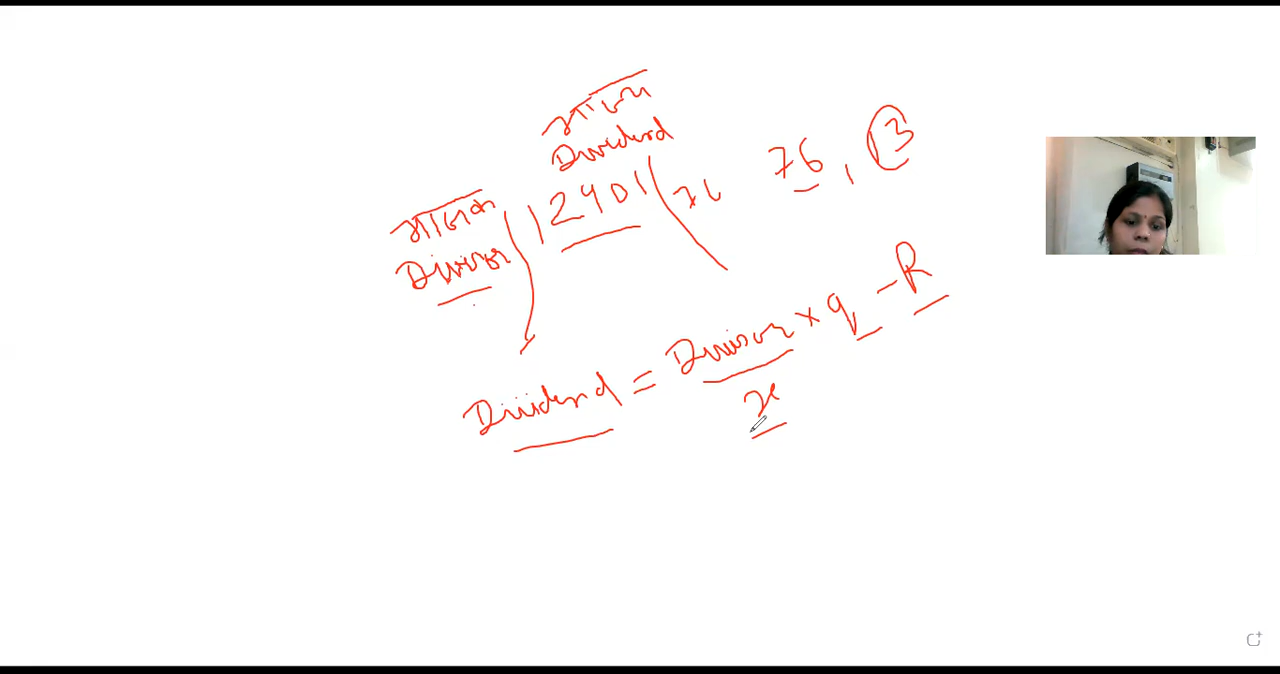 भाज्य
Dividend
76, 13
भाजक
Divisor
12401
76
Dividend = Divisor × q - R
x